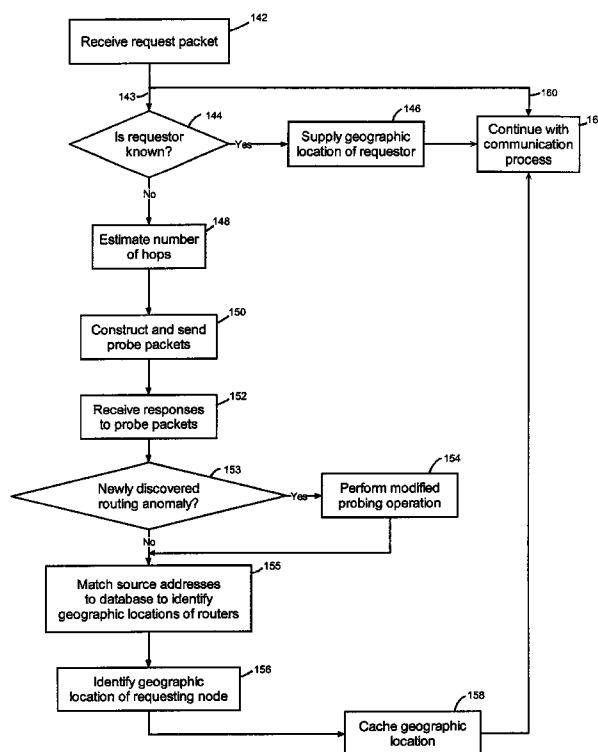 142
Receive request packet
143
160
144
Is requestor
known?
Yes
146
Supply geographic
location of requestor
16
Continue with
communication
process
No
148
Estimate number
of hops
150
Construct and send
probe packets
152
Receive responses
to probe packets
153
Newly discovered
routing anomaly?
Yes
154
Perform modified
probing operation
No
155
Match source addresses
to database to identify
geographic locations of routers
156
Identify geographic
location of requesting node
158
Cache geographic
location